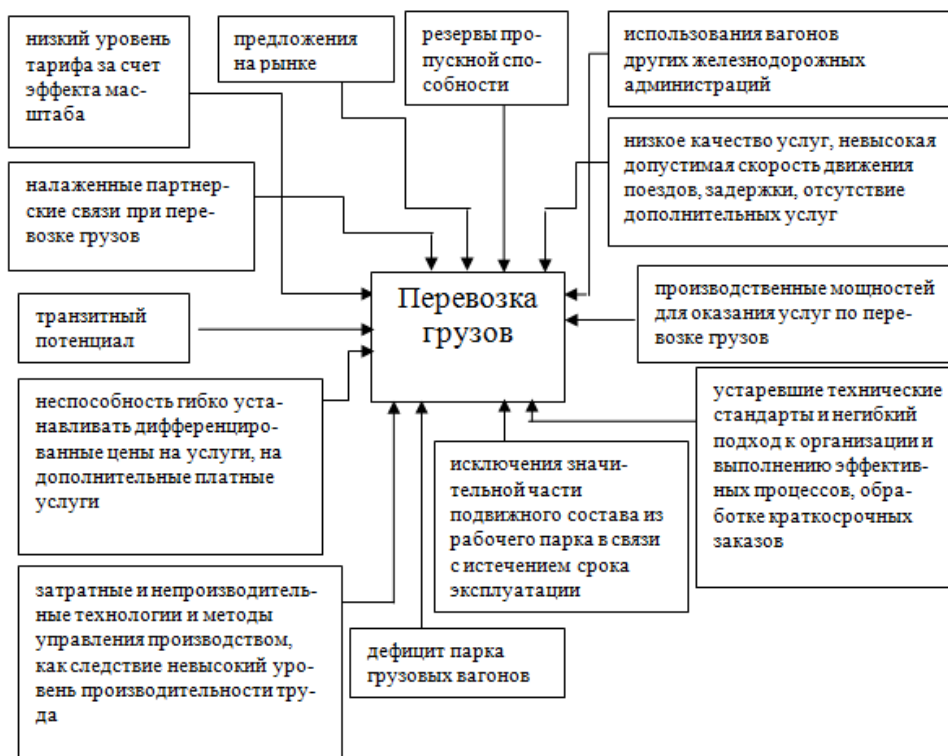 низкий уровень
тарифа за счет
эффекта мас-
штаба
предложения
на рынке
резервы про-
пускной спо-
собности
использования вагонов
других железнодорожных
администраций
низкое качество услуг, невысокая
допустимая скорость движения
поездов, задержки, отсутствие
дополнительных услуг
налаженные партнер-
ские связи при пере-
возке грузов
Перевозка
грузов
производственные мощностей
для оказания услуг по пере-
возке грузов
транзитный
потенциал
неспособность гибко уста-
навливать дифференциро-
ванные цены на услуги, на
дополнительные платные
услуги
исключения значи-
тельной части
подвижного состава из
рабочего парка в связи
с истечением срока
эксплуатации
устаревшие технические
стандарты и негибкий
подход к организации и
выполнению эффектив-
ных процессов, обра-
ботке краткосрочных
заказов
затратные и непроизводитель-
ные технологии и методы
управления производством,
как следствие невысокий уро-
вень производительности тру-
да
дефицит парка
грузовых вагонов